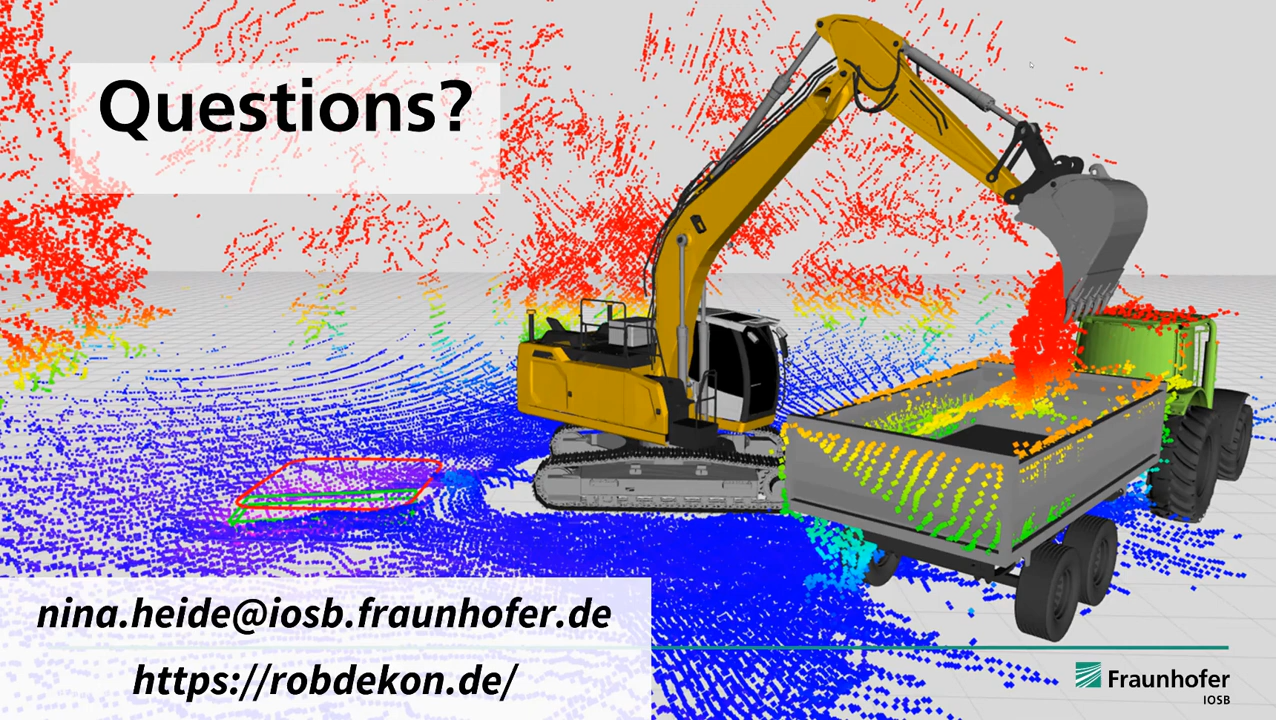 Questions?
nina.heide@iosb.fraunhofer.de
https://robdekon.de/
Fraunhofer
IOSB